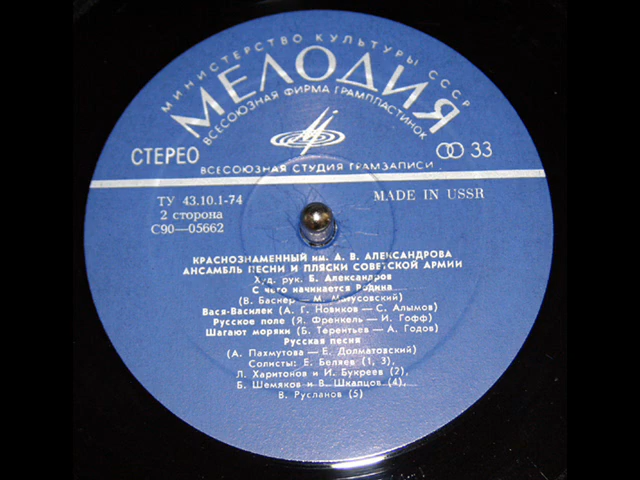 МИНИСТЕРСТВО КУЛЬТУРЫ СССР
МЕЛОДИЯ
ВСЕСОЮЗНАЯ ФИРМА ГРАМПЛАСТИНОК
СТЕРЕО
33
ВСЕСОЮЗНАЯ СТУДИЯ ГРАМЗАПИСИ
ТУ 43.10.1-74
MADE IN USSR
2 сторона
С90—05662
КРАСНОЗНАМЕННЫЙ им. А. В. АЛЕКСАНДРОВА
АНСАМБЛЬ ПЕСНИ И ПЛЯСКИ СОВЕТСКОЙ АРМИИ
Худ. рук. Б. Александров
С чего начинается Родина
(В. Баснер — М. Матусовский)
Вася-Василек (А. Г. Новиков — С. Алымов)
Русское поле (Я. Френкель — И. Гофф)
Шагают моряки (Б. Терентьев — А. Годов)
Русская песня
(А. Пахмутова — Е. Долматовский)
Солисты: Е. Беляев (1, 3),
Л. Харитонов и И. Букреев (2),
Б. Шемяков и В. Шкапцов (4),
В. Русланов (5)